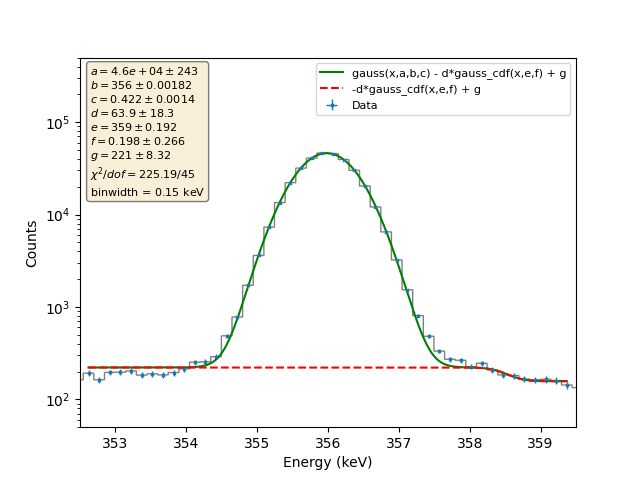 a = 4.6e + 04 ± 243
b = 356 ± 0.00182
c = 0.422 ± 0.0014
d = 63.9 ± 18.3
e = 359 ± 0.192
f = 0.198 ± 0.266
g = 221 ± 8.32
χ²/dof = 225.19/45
binwidth = 0.15 keV
gauss(x,a,b,c) - d*gauss_cdf(x,e,f) + g
-d*gauss_cdf(x,e,f) + g
Data
10⁵
10⁴
10³
10²
Counts
353 354 355 356 357 358 359
Energy (keV)